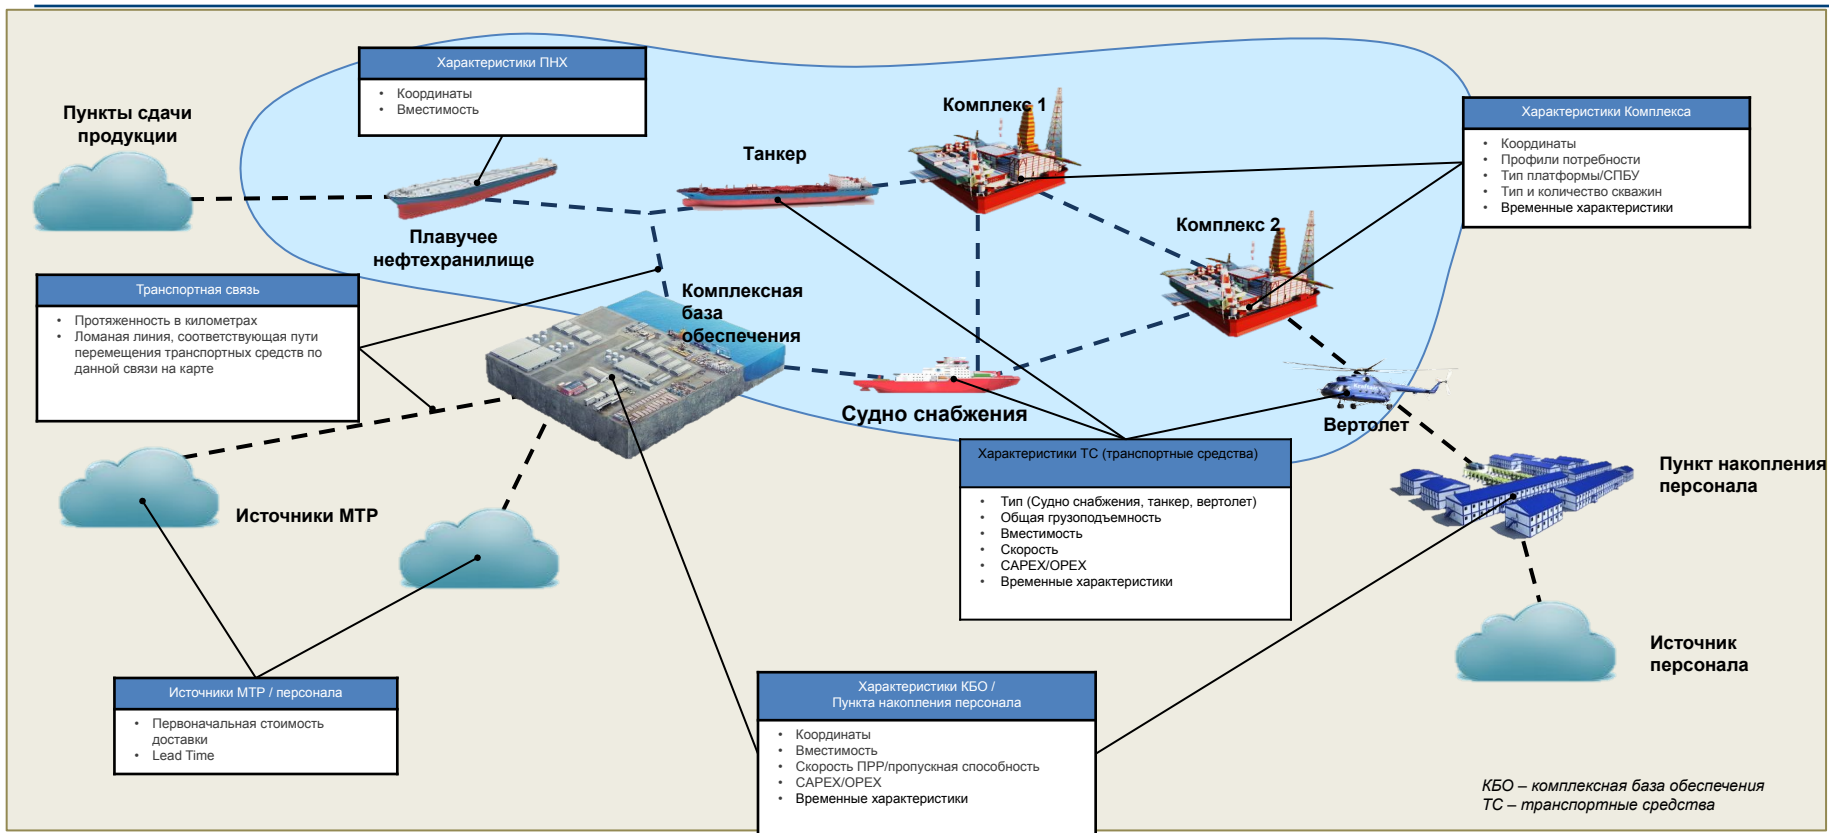 Характеристики ПНХ
• Координаты
• Вместимость
Пункты сдачи
продукции
Танкер
Комплекс 1
Характеристики Комплекса
• Координаты
• Профили потребности
• Тип платформы/СПБУ
• Тип и количество скважин
• Временные характеристики
Комплекс 2
Плавучее
нефтехранилище
Транспортная связь
• Протяженность в километрах
• Ломаная линия, соответствующая пути
перемещения транспортных средств по
данной связи на карте
Комплексная
база
обеспечения
Судно снабжения
Вертолет
Характеристики ТС (транспортные средства)
• Тип (Судно снабжения, танкер, вертолет)
• Общая грузоподъемность
• Вместимость
• Скорость
• CAPEX/OPEX
• Временные характеристики
Пункт накопления
персонала
Источники МТР
Источник
персонала
Источники МТР / персонала
• Первоначальная стоимость
доставки
• Lead Time
Характеристики КБО /
Пункта накопления персонала
• Координаты
• Вместимость
• Скорость ПРР/пропускная способность
• CAPEX/OPEX
• Временные характеристики
КБО – комплексная база обеспечения
ТС – транспортные средства